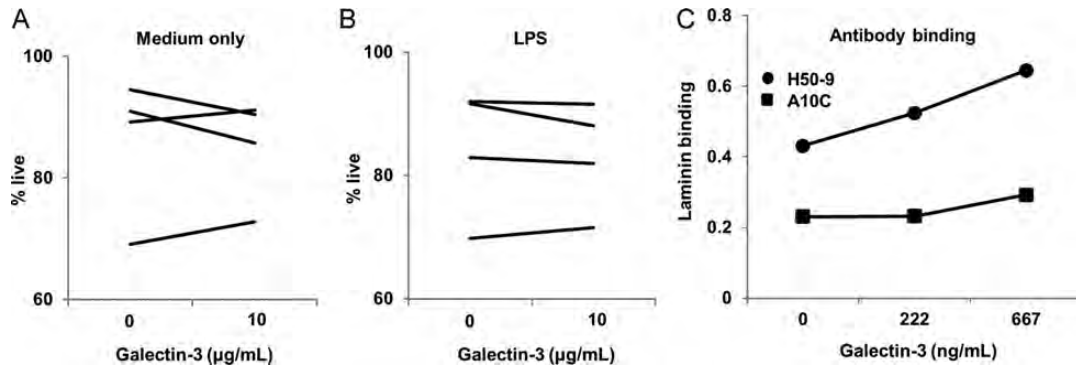 A
Medium only
100
80
60
% live
0 10
Galectin-3 (µg/mL)
B
LPS
100
80
60
% live
0 10
Galectin-3 (µg/mL)
C
Antibody binding
H50-9
A10C
0.8
0.6
0.4
0.2
0
Laminin binding
0 222 667
Galectin-3 (ng/mL)